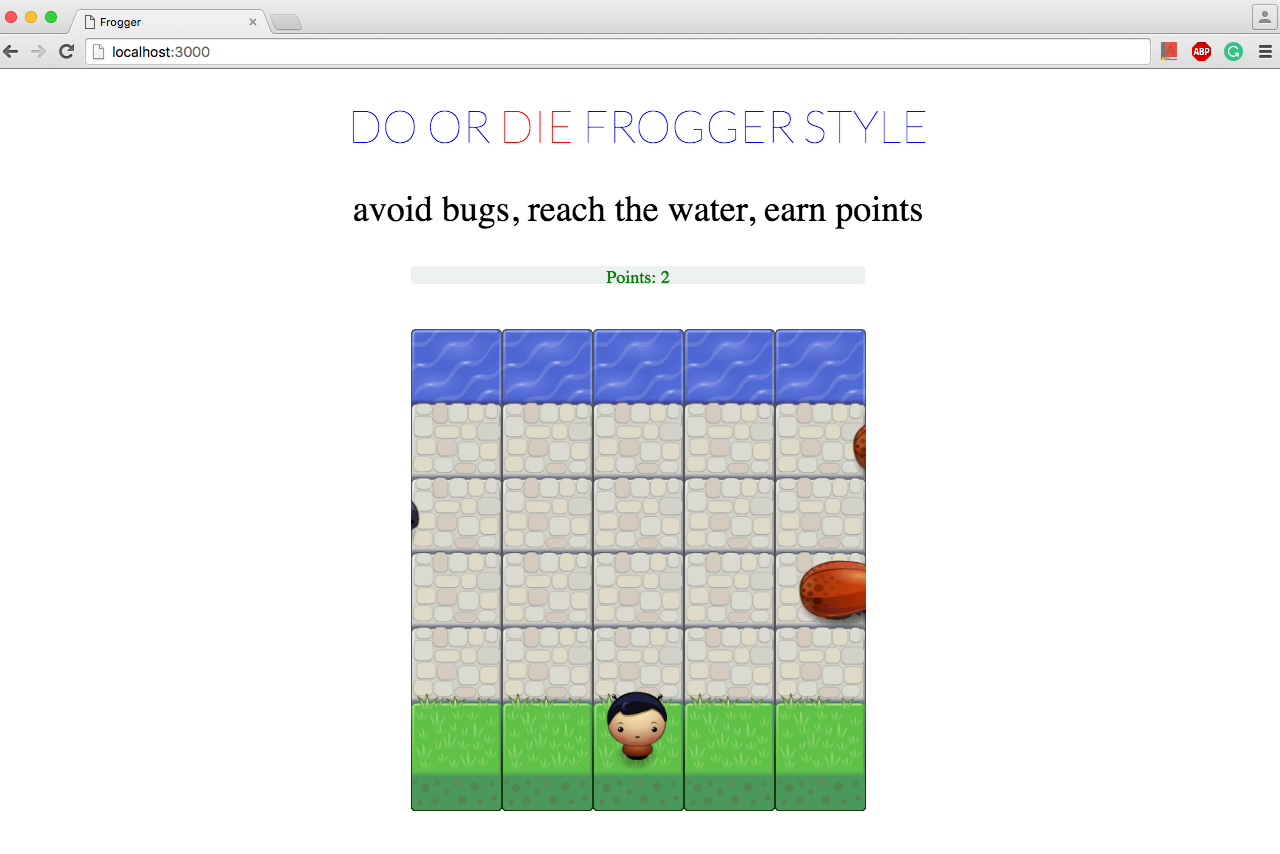 Frogger
localhost:3000
ABP
DO OR DIE FROGGER STYLE
avoid bugs, reach the water, earn points
Points: 2